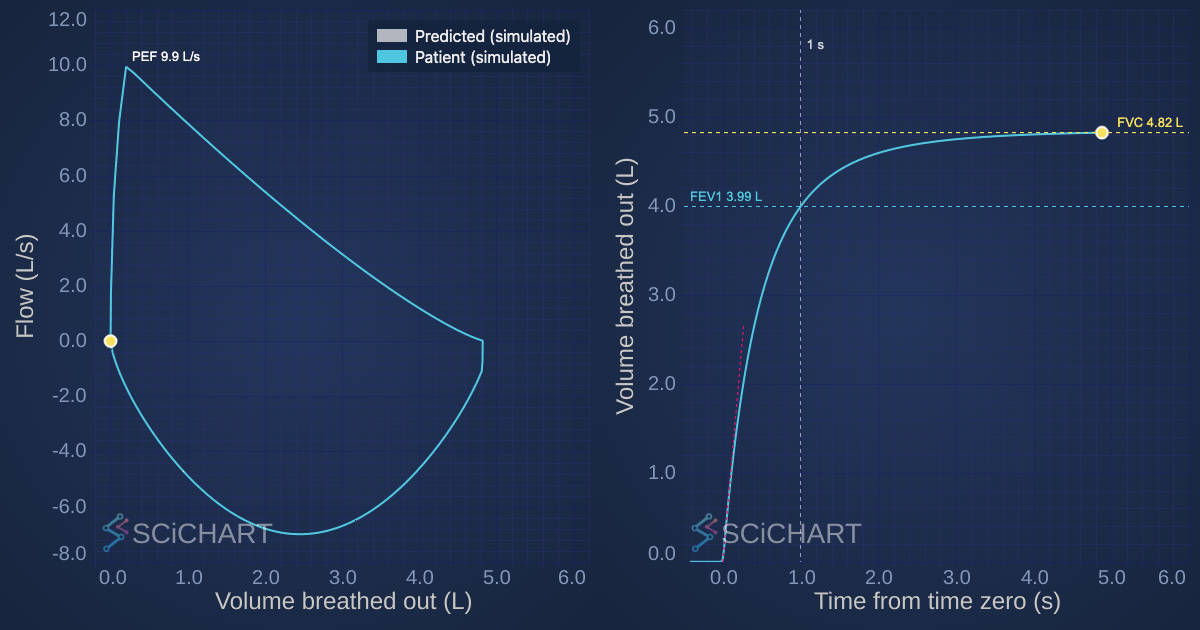 12.0
10.0
8.0
6.0
4.0
2.0
0.0
-2.0
-4.0
-6.0
-8.0
Flow (L/s)
PEF 9.9 L/s
Predicted (simulated)
Patient (simulated)
SCiCHART
0.0 1.0 2.0 3.0 4.0 5.0 6.0
Volume breathed out (L)
6.0
5.0
4.0
3.0
2.0
1.0
0.0
Volume breathed out (L)
1 s
FVC 4.82 L
FEV1 3.99 L
SCiCHART
0.0 1.0 2.0 3.0 4.0 5.0 6.0
Time from time zero (s)